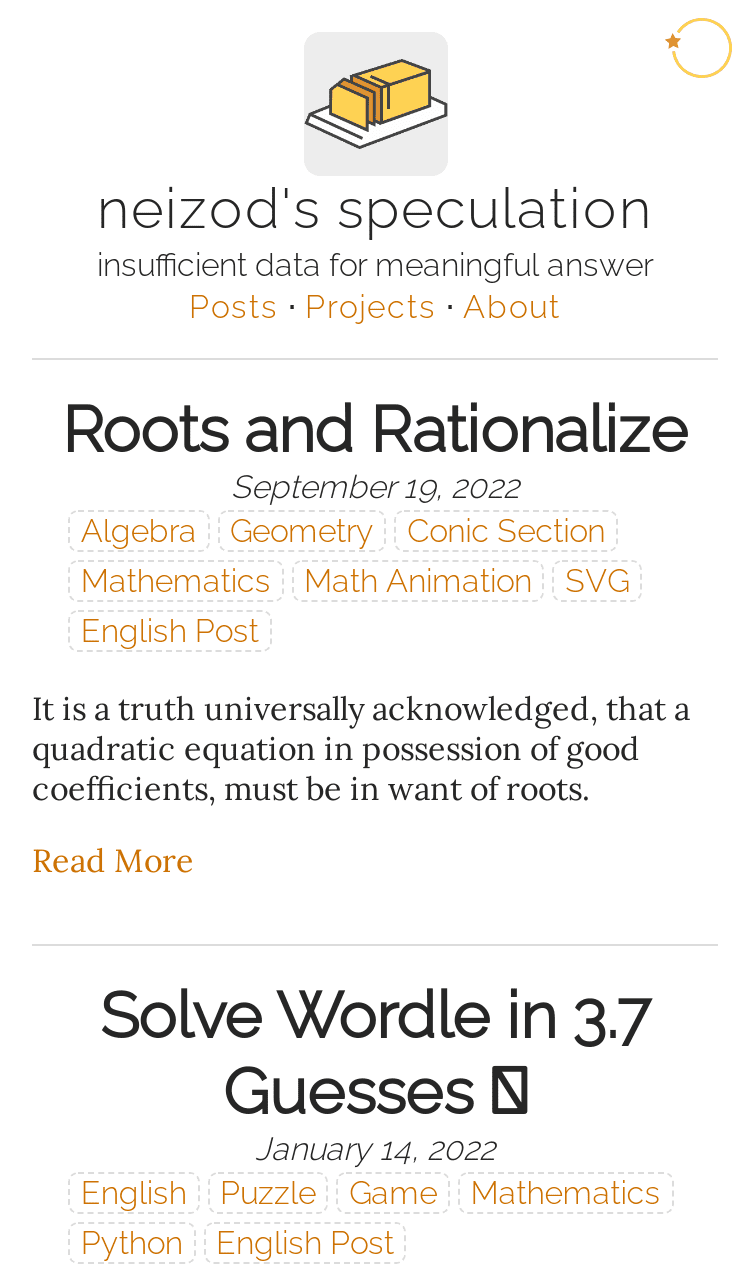 neizod's speculation
insufficient data for meaningful answer
Posts · Projects · About
Roots and Rationalize
September 19, 2022
Algebra Geometry Conic Section
Mathematics Math Animation SVG
English Post
It is a truth universally acknowledged, that a
quadratic equation in possession of good
coefficients, must be in want of roots.
Read More
Solve Wordle in 3.7
Guesses
January 14, 2022
English Puzzle Game Mathematics
Python English Post